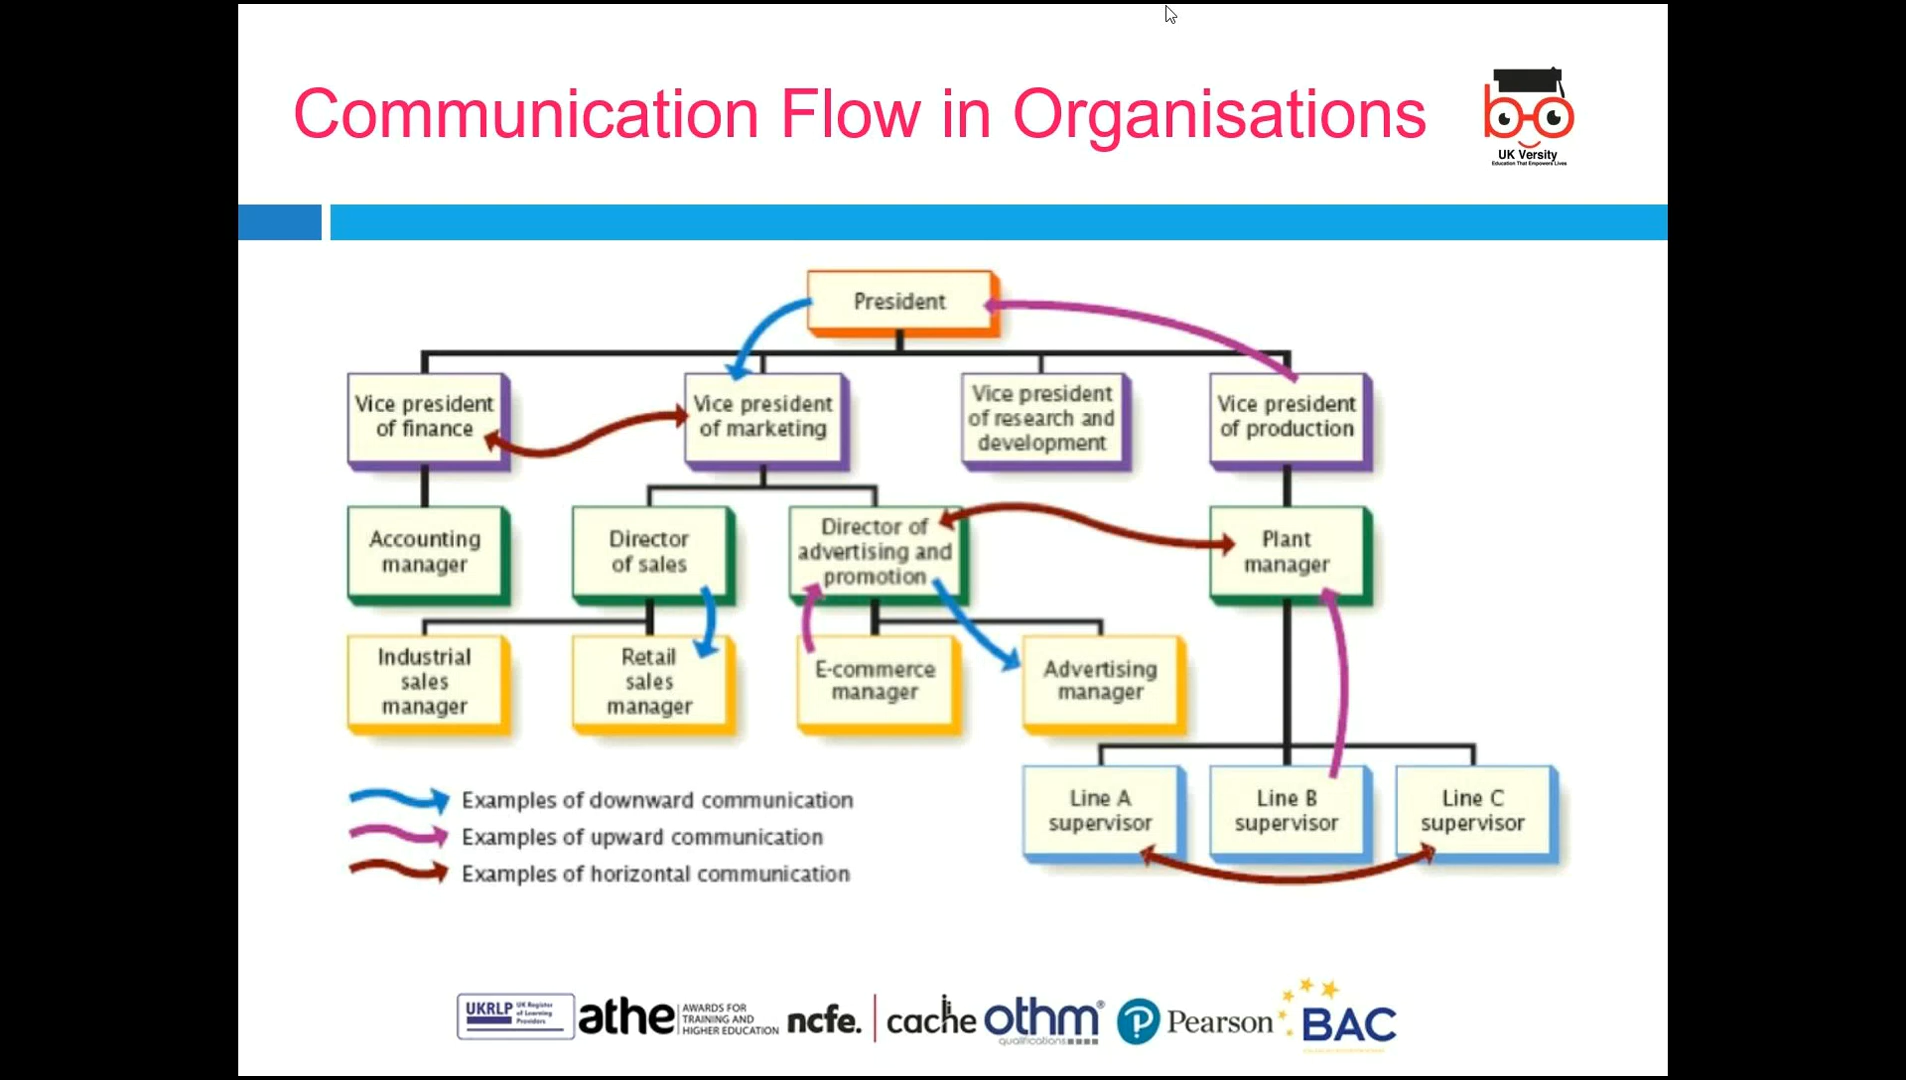 Communication Flow in Organisations
UK Versity
Education That Empowers Lives
President
Vice president
of finance
Vice president
of marketing
Vice president
of research and
development
Vice president
of production
Accounting
manager
Director
of sales
Director of
advertising and
promotion
Plant
manager
Industrial
sales
manager
Retail
sales
manager
E-commerce
manager
Advertising
manager
Line A
supervisor
Line B
supervisor
Line C
supervisor
Examples of downward communication
Examples of upward communication
Examples of horizontal communication
UKRLP
UK Register
of Learning
Providers
athe
AWARDS FOR
TRAINING AND
HIGHER EDUCATION
ncfe.
cache
othm®
qualifications
P Pearson
BAC